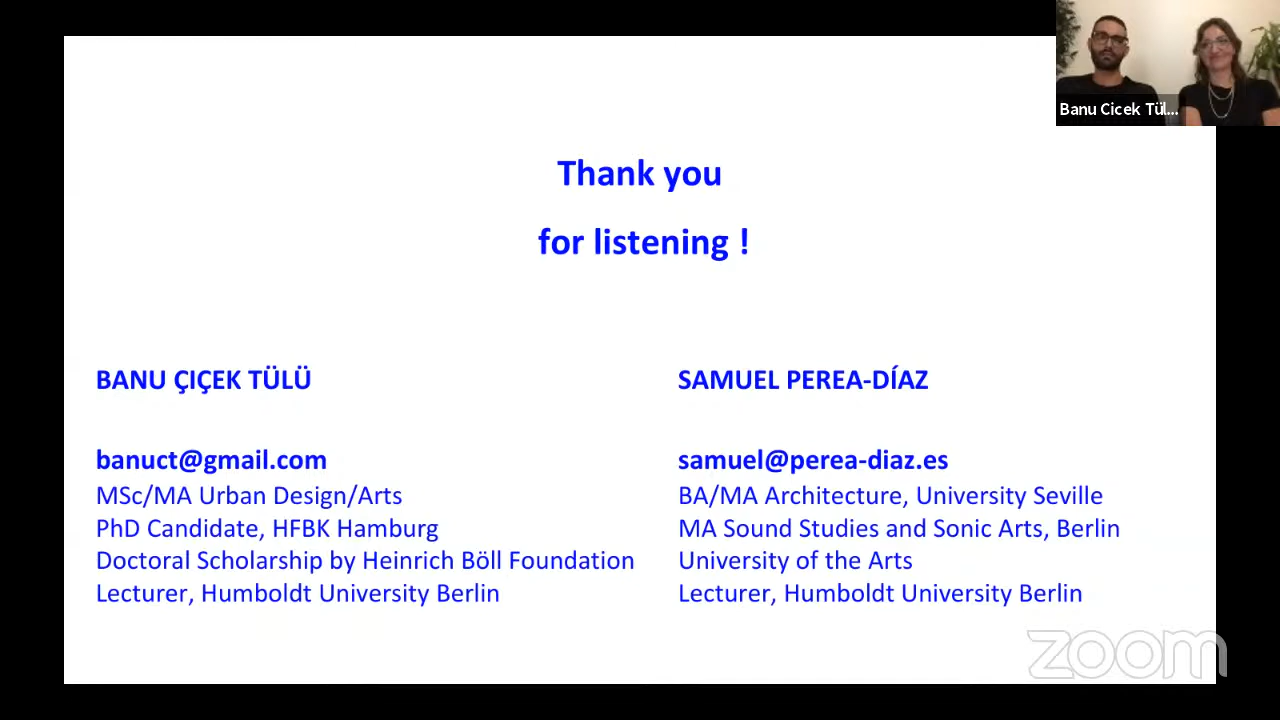 Banu Cicek Tül...
Thank you
for listening !
BANU ÇIÇEK TÜLÜ
banuct@gmail.com
MSc/MA Urban Design/Arts
PhD Candidate, HFBK Hamburg
Doctoral Scholarship by Heinrich Böll Foundation
Lecturer, Humboldt University Berlin
SAMUEL PEREA-DÍAZ
samuel@perea-diaz.es
BA/MA Architecture, University Seville
MA Sound Studies and Sonic Arts, Berlin
University of the Arts
Lecturer, Humboldt University Berlin
zoom